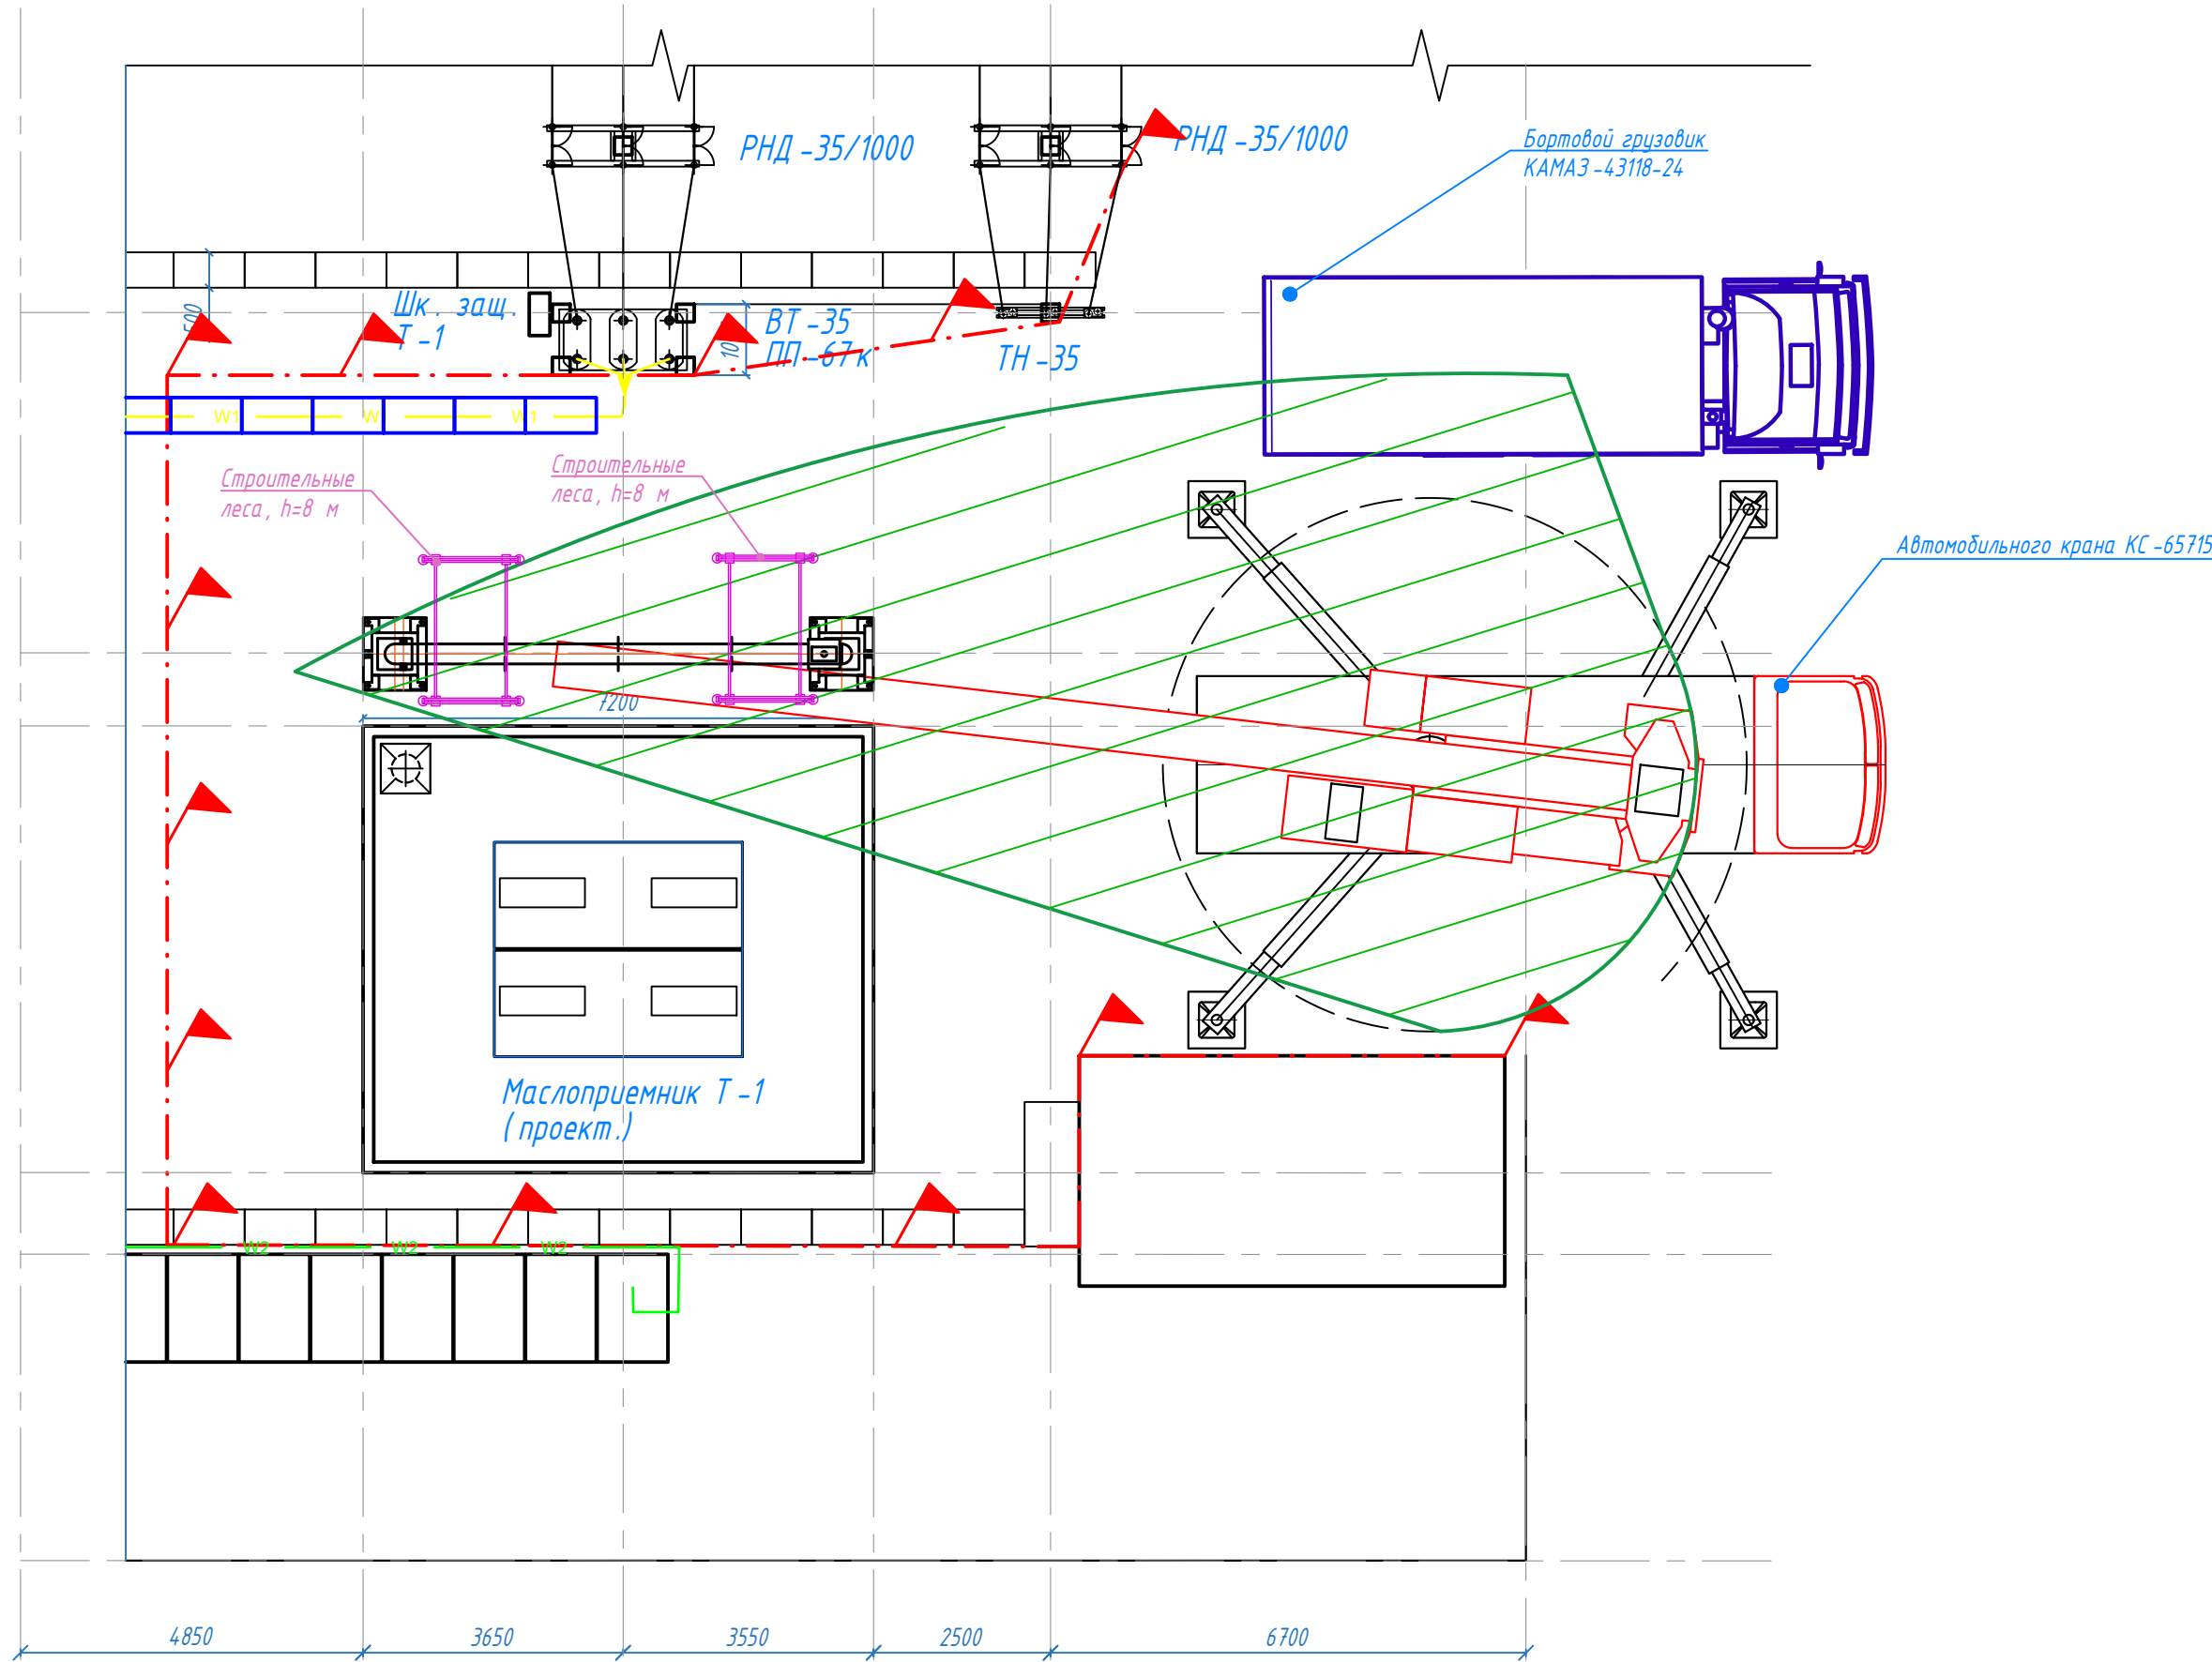 РНД-35/1000
РНД-35/1000
Бортовой грузовик
КАМАЗ-43118-24
500
Шк. защ.
Т-1
ВТ-35
ПП-67к
10
ТН-35
W1
W
W1
Строительные
леса, h=8 м
Строительные
леса, h=8 м
Автомобильного крана КС-65715
7200
Маслоприемник Т-1
(проект.)
W2
W2
W2
4850
3650
3550
2500
6700